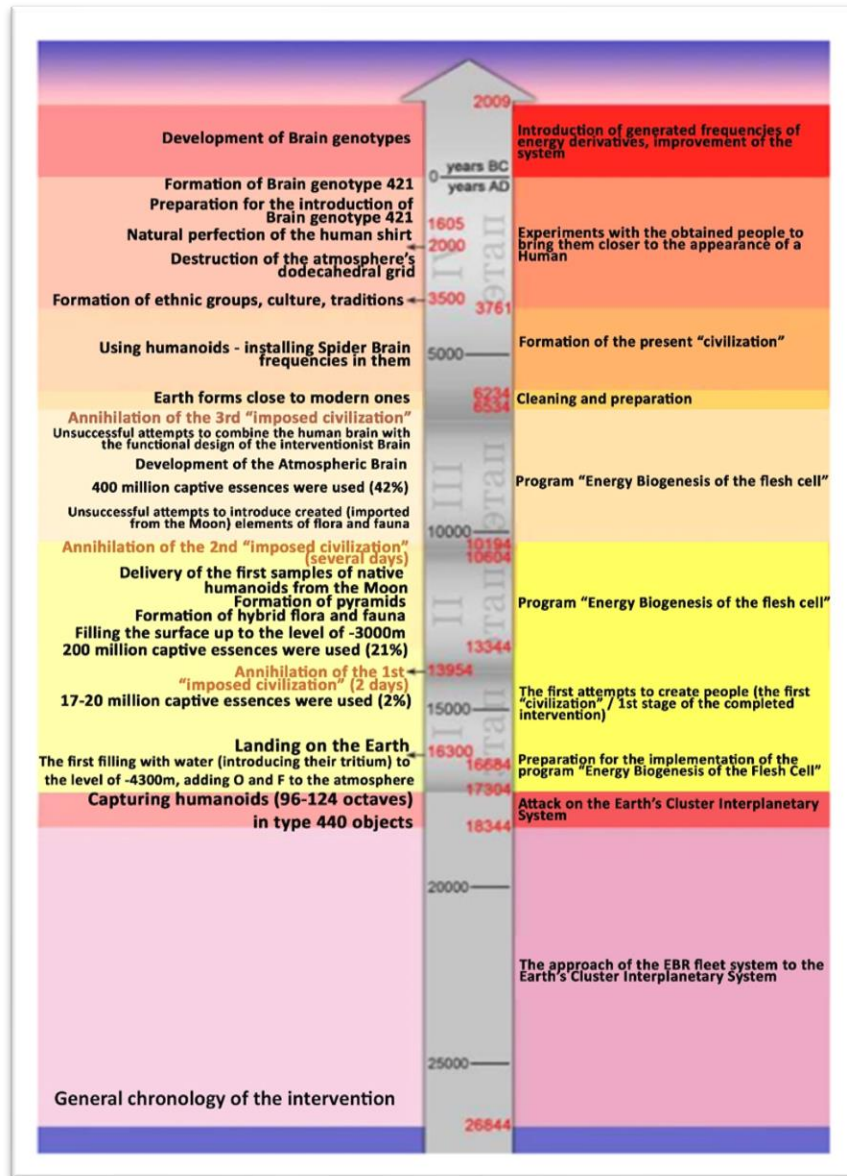 2009
Development of Brain genotypes
Introduction of generated frequencies of
energy derivatives, improvement of the
system
years BC
0
years AD
Formation of Brain genotype 421
Preparation for the introduction of
Brain genotype 421
1605
Natural perfection of the human shirt
2000
Experiments with the obtained people to
bring them closer to the appearance of a
Human
Destruction of the atmosphere's
dodecahedral grid
IV
этап
Formation of ethnic groups, culture, traditions
3500
3761
Using humanoids - installing Spider Brain
frequencies in them
5000
Formation of the present "civilization"
Earth forms close to modern ones
6234
6534
Cleaning and preparation
Annihilation of the 3rd "imposed civilization"
Unsuccessful attempts to combine the human brain with
the functional design of the interventionist Brain
Development of the Atmospheric Brain
400 million captive essences were used (42%)
Unsuccessful attempts to introduce created (imported
from the Moon) elements of flora and fauna
III
этап
Program "Energy Biogenesis of the flesh cell"
10000
Annihilation of the 2nd "imposed civilization"
(several days)
10194
10604
Delivery of the first samples of native
humanoids from the Moon
Formation of pyramids
Formation of hybrid flora and fauna
Filling the surface up to the level of -3000m
200 million captive essences were used (21%)
II
этап
Program "Energy Biogenesis of the flesh cell"
13344
Annihilation of the 1st
"imposed civilization" (2 days)
13954
17-20 million captive essences were used (2%)
15000
The first attempts to create people (the first
"civilization" / 1st stage of the completed
intervention)
I
этап
Landing on the Earth
16300
The first filling with water (introducing their tritium) to
the level of -4300m, adding O and F to the atmosphere
16684
Preparation for the implementation of the
program "Energy Biogenesis of the Flesh Cell"
17304
Capturing humanoids (96-124 octaves)
in type 440 objects
Attack on the Earth's Cluster Interplanetary
System
18344
20000
The approach of the EBR fleet system to the
Earth's Cluster Interplanetary System
25000
General chronology of the intervention
26844